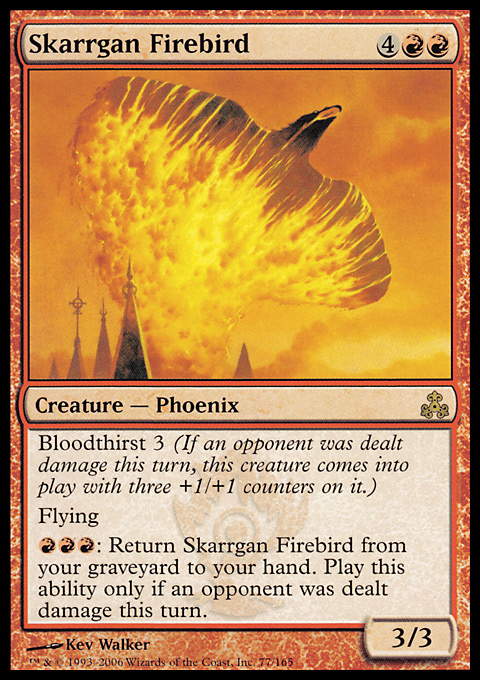 Skarrgan Firebird 4
Creature — Phoenix
Bloodthirst 3 (If an opponent was dealt
damage this turn, this creature comes into
play with three +1/+1 counters on it.)
Flying
: Return Skarrgan Firebird from
your graveyard to your hand. Play this
ability only if an opponent was dealt
damage this turn.
3/3
Kev Walker
™ & © 1993–2006 Wizards of the Coast, Inc. 77/165